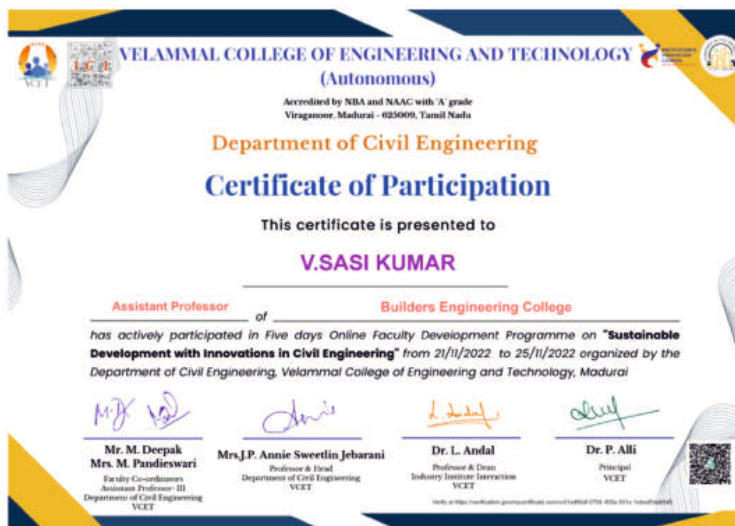 VELAMMAL COLLEGE OF ENGINEERING AND TECHNOLOGY
(Autonomous)
Accredited by NBA and NAAC with 'A' grade
Viraganoor, Madurai - 625009, Tamil Nadu
Department of Civil Engineering
Certificate of Participation
This certificate is presented to
V.SASI KUMAR
Assistant Professor of Builders Engineering College
has actively participated in Five days Online Faculty Development Programme on "Sustainable
Development with Innovations in Civil Engineering" from 21/11/2022 to 25/11/2022 organized by the
Department of Civil Engineering, Velammal College of Engineering and Technology, Madurai
Mr. M. Deepak
Mrs. M. Pandieswari
Faculty Co-ordinators
Assistant Professor- III
Department of Civil Engineering
VCET
Mrs.J.P. Annie Sweetlin Jebarani
Professor & Head
Department of Civil Engineering
VCET
Dr. L. Andal
Professor & Dean
Industry Institute Interaction
VCET
Dr. P. Alli
Principal
VCET
VCET
L. Andal